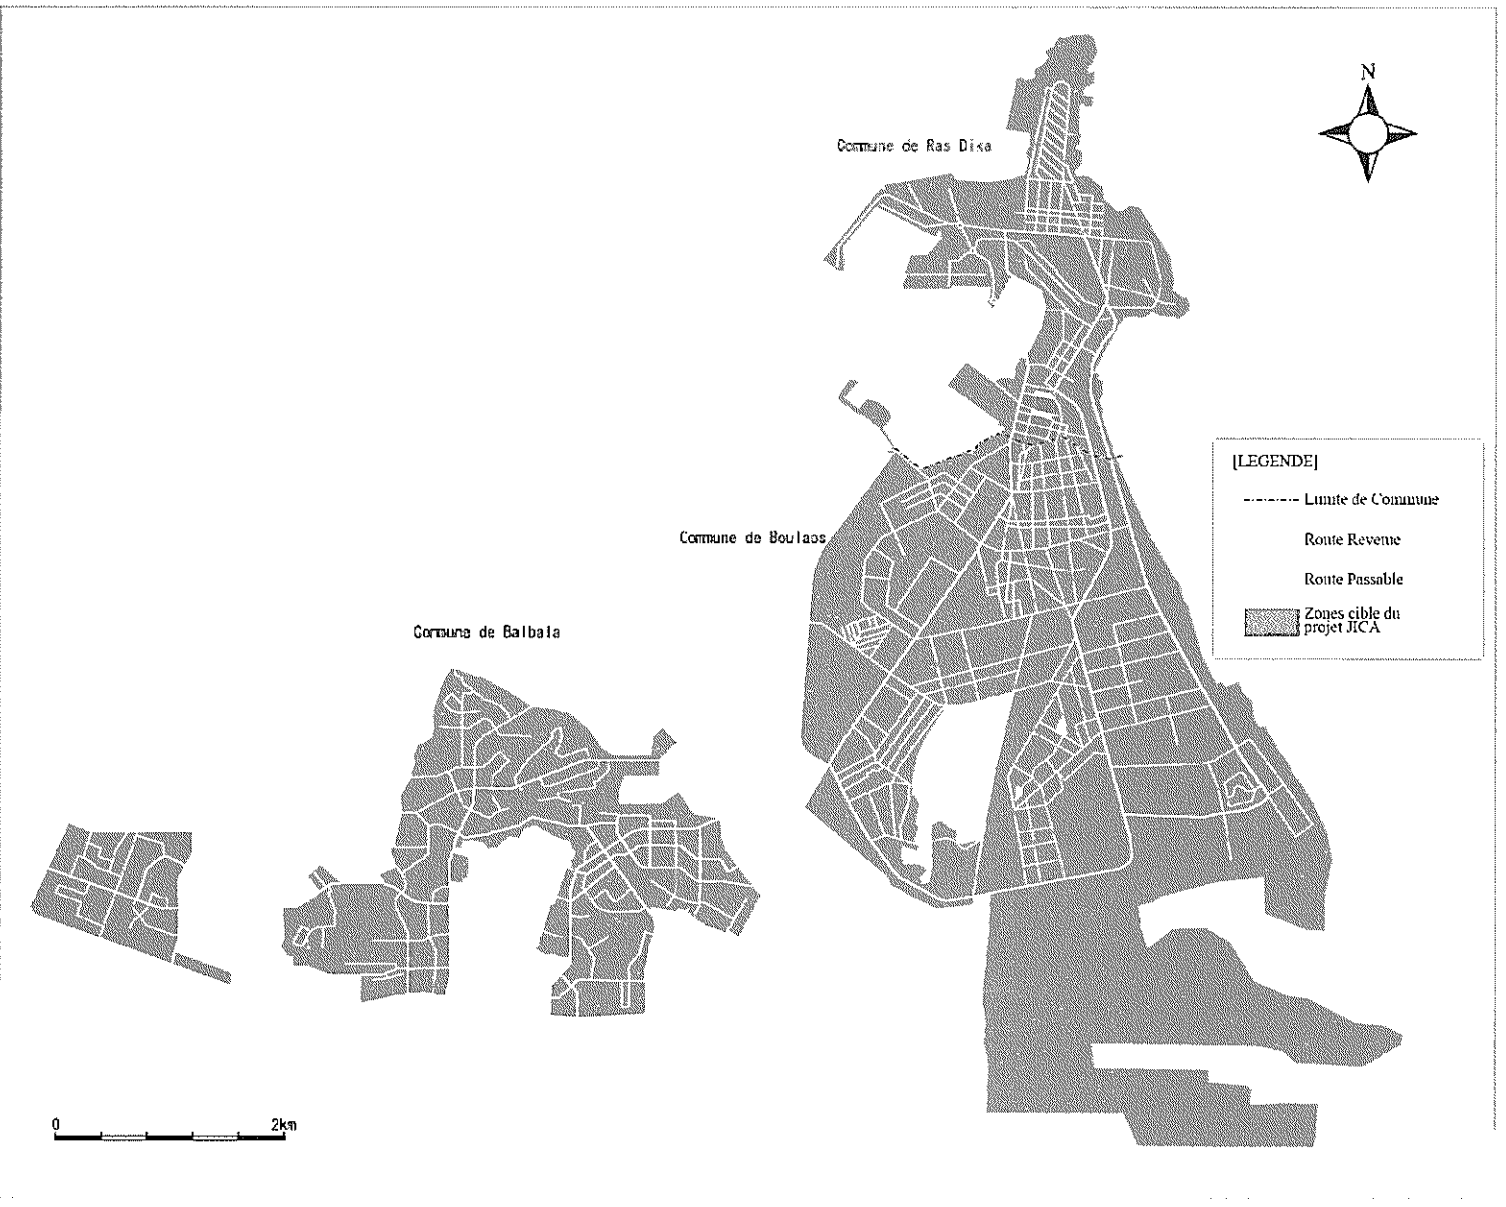 N
Commune de Ras Dika
[LEGENDE]
Limite de Commune
Commune de Boulaos
Route Revetue
Route Passable
Zones cible du
projet JICA
Commune de Balbala
0 2km